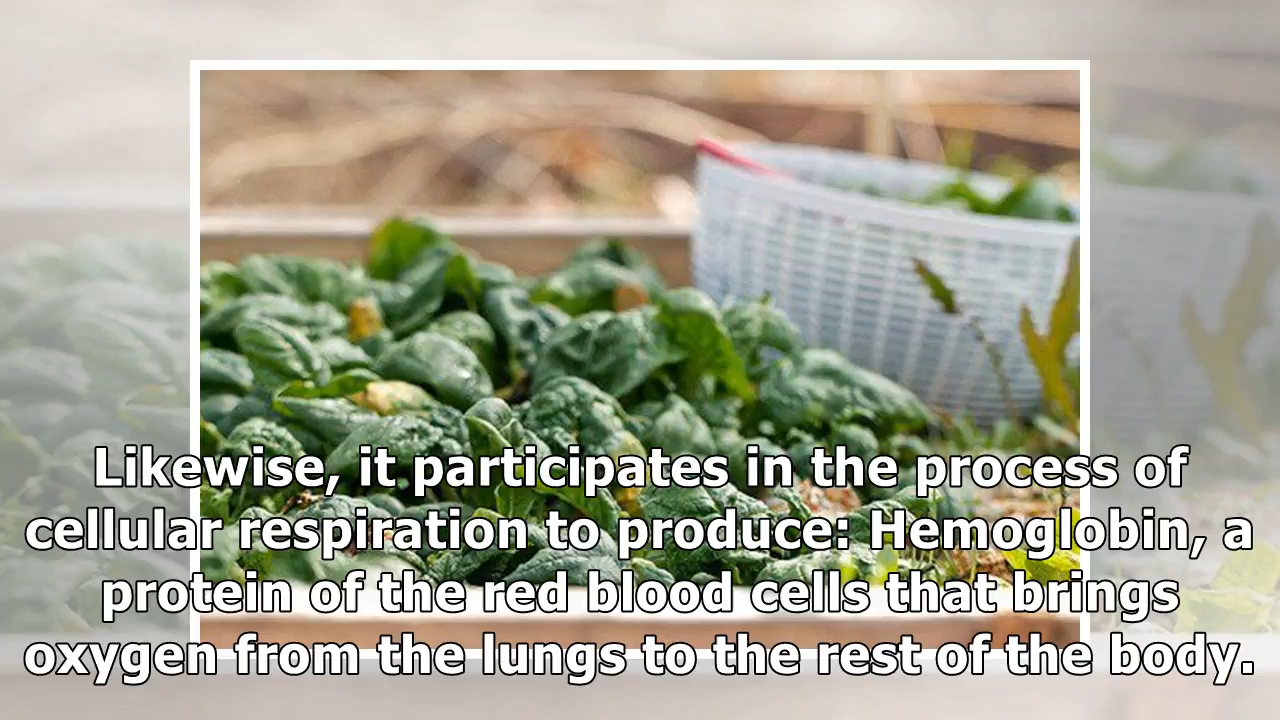 Likewise, it participates in the process of
cellular respiration to produce: Hemoglobin, a
protein of the red blood cells that brings
oxygen from the lungs to the rest of the body.